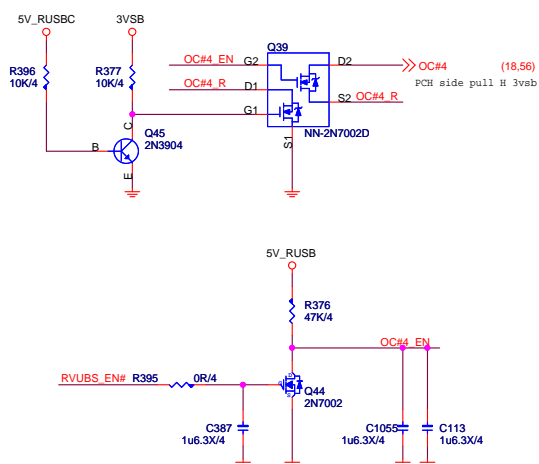 5V_RUSBC
3VSB
Q39
OC#4_EN
G2
D2
OC#4
(18,56)
R396
10K/4
R377
10K/4
PCH side pull H 3vsb
OC#4_R
D1
S2
OC#4_R
G1
NN-2N7002D
C
Q45
2N3904
B
E
S1
5V_RUSB
R376
47K/4
OC#4_EN
RVUBS_EN#
R395
0R/4
D
G
S
Q44
2N7002
C387
1u6.3X/4
C1055
1u6.3X/4
C113
1u6.3X/4